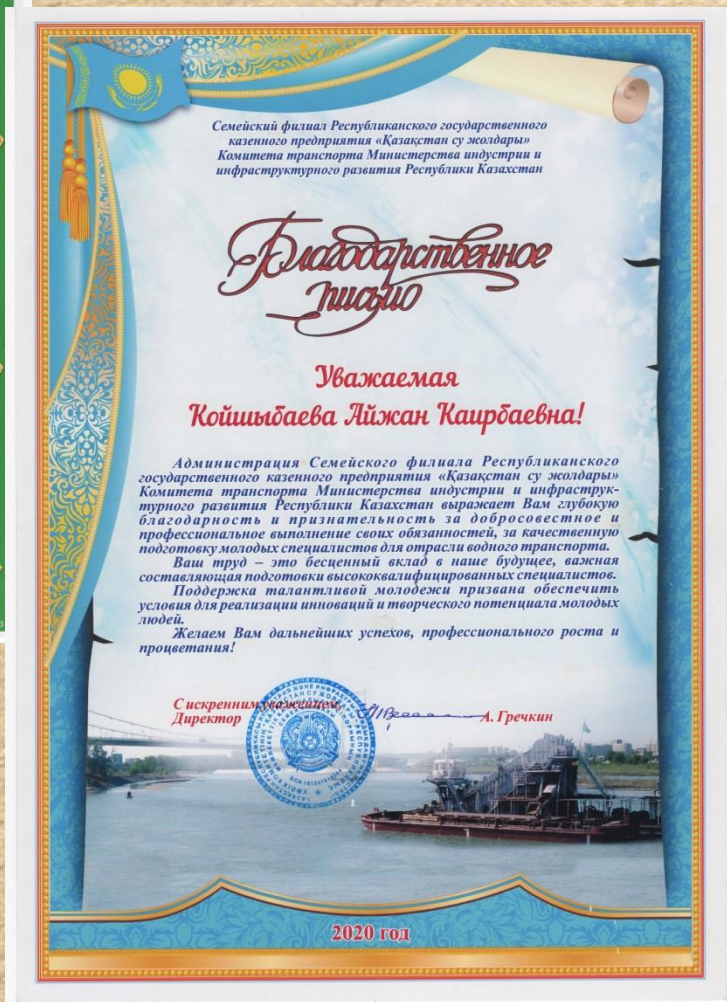 Семейский филиал Республиканского государственного
казенного предприятия «Қазақстан су жолдары»
Комитета транспорта Министерства индустрии и
инфраструктурного развития Республики Казахстан
Благодарственное
письмо
Уважаемая
Койшыбаева Айжан Каирбаевна!
Администрация Семейского филиала Республиканского
государственного казенного предприятия «Қазақстан су жолдары»
Комитета транспорта Министерства индустрии и инфраструк-
турного развития Республики Казахстан выражает Вам глубокую
благодарность и признательность за добросовестное и
профессиональное выполнение своих обязанностей, за качественную
подготовку молодых специалистов для отрасли водного транспорта.
Ваш труд – это бесценный вклад в наше будущее, важная
составляющая подготовки высококвалифицированных специалистов.
Поддержка талантливой молодежи призвана обеспечить
условия для реализации инноваций и творческого потенциала молодых
людей.
Желаем Вам дальнейших успехов, профессионального роста и
процветания!
С искренним уважением,
Директор А. Гречкин
2020 год